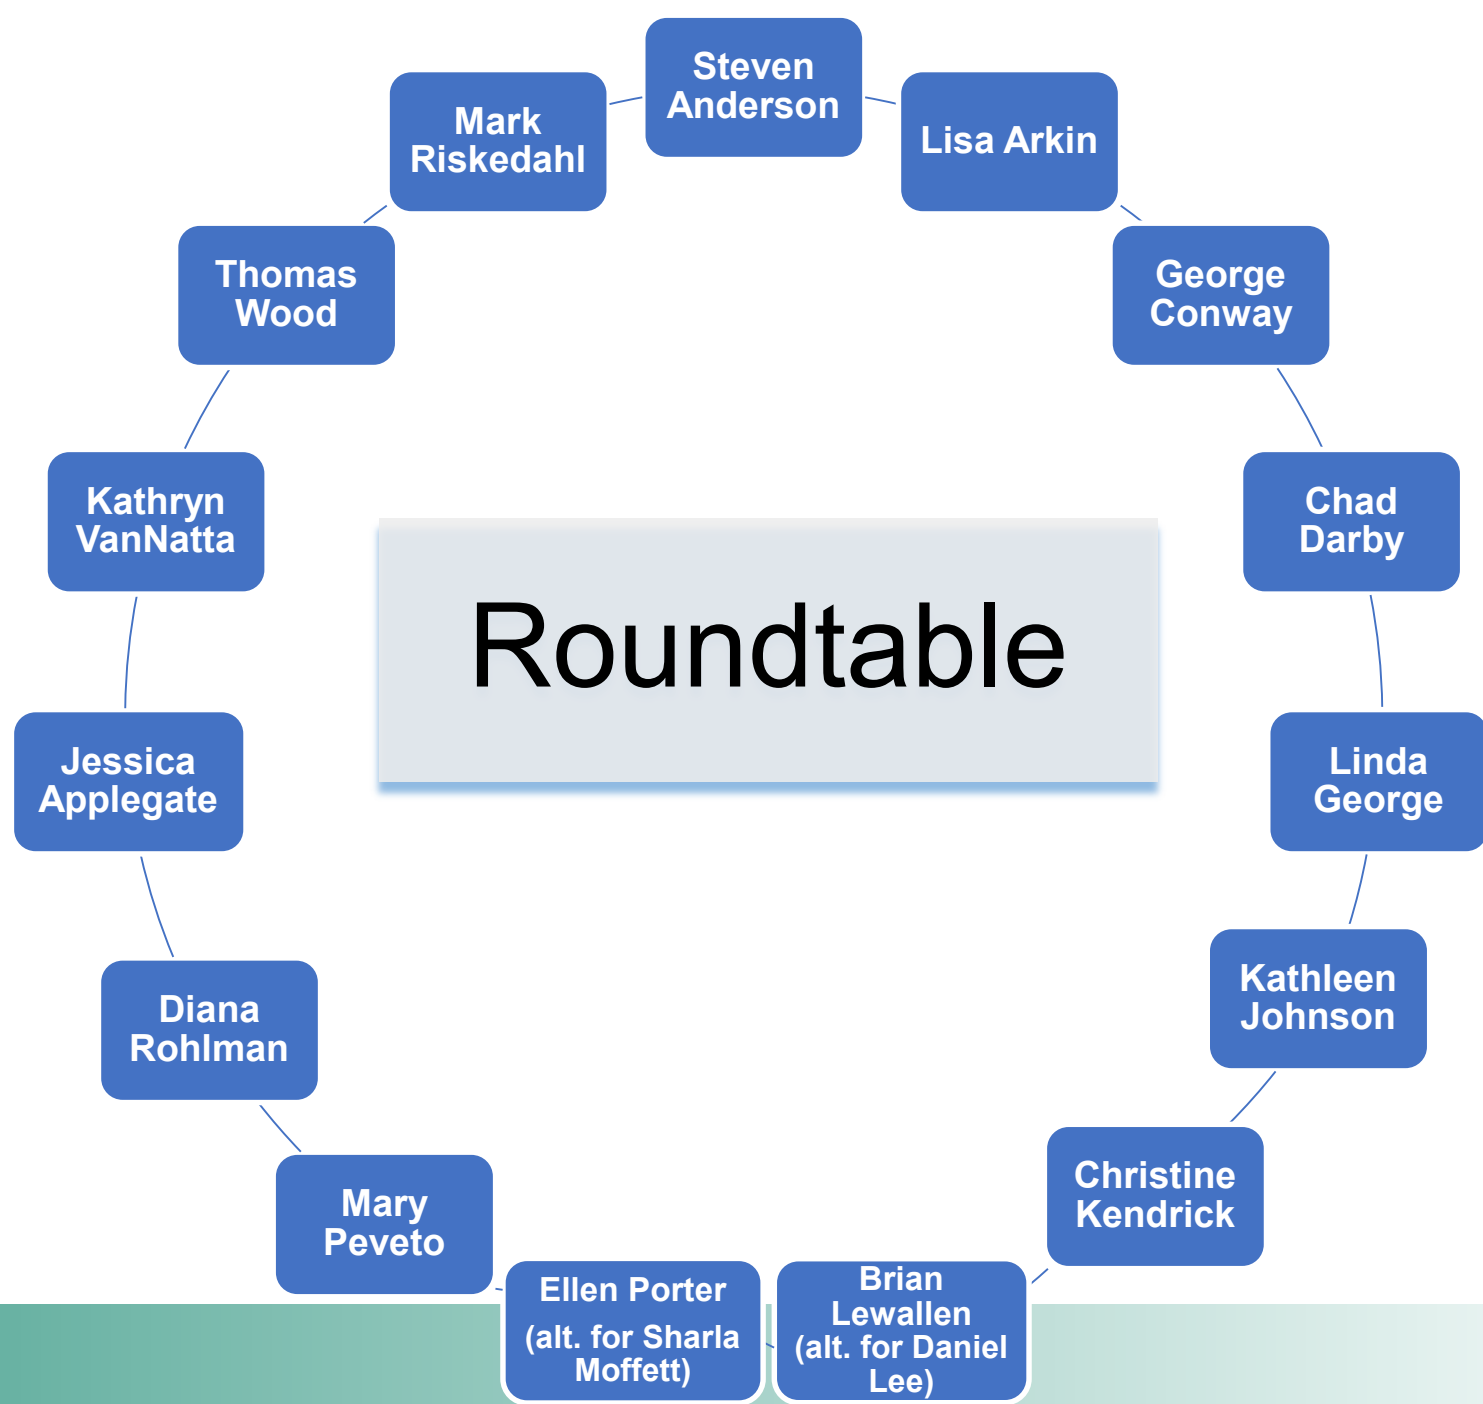 Steven
Anderson
Lisa Arkin
George
Conway
Chad
Darby
Linda
George
Kathleen
Johnson
Christine
Kendrick
Brian
Lewallen
(alt. for Daniel
Lee)
Ellen Porter
(alt. for Sharla
Moffett)
Mary
Peveto
Diana
Rohlman
Jessica
Applegate
Kathryn
VanNatta
Thomas
Wood
Mark
Riskedahl
Roundtable